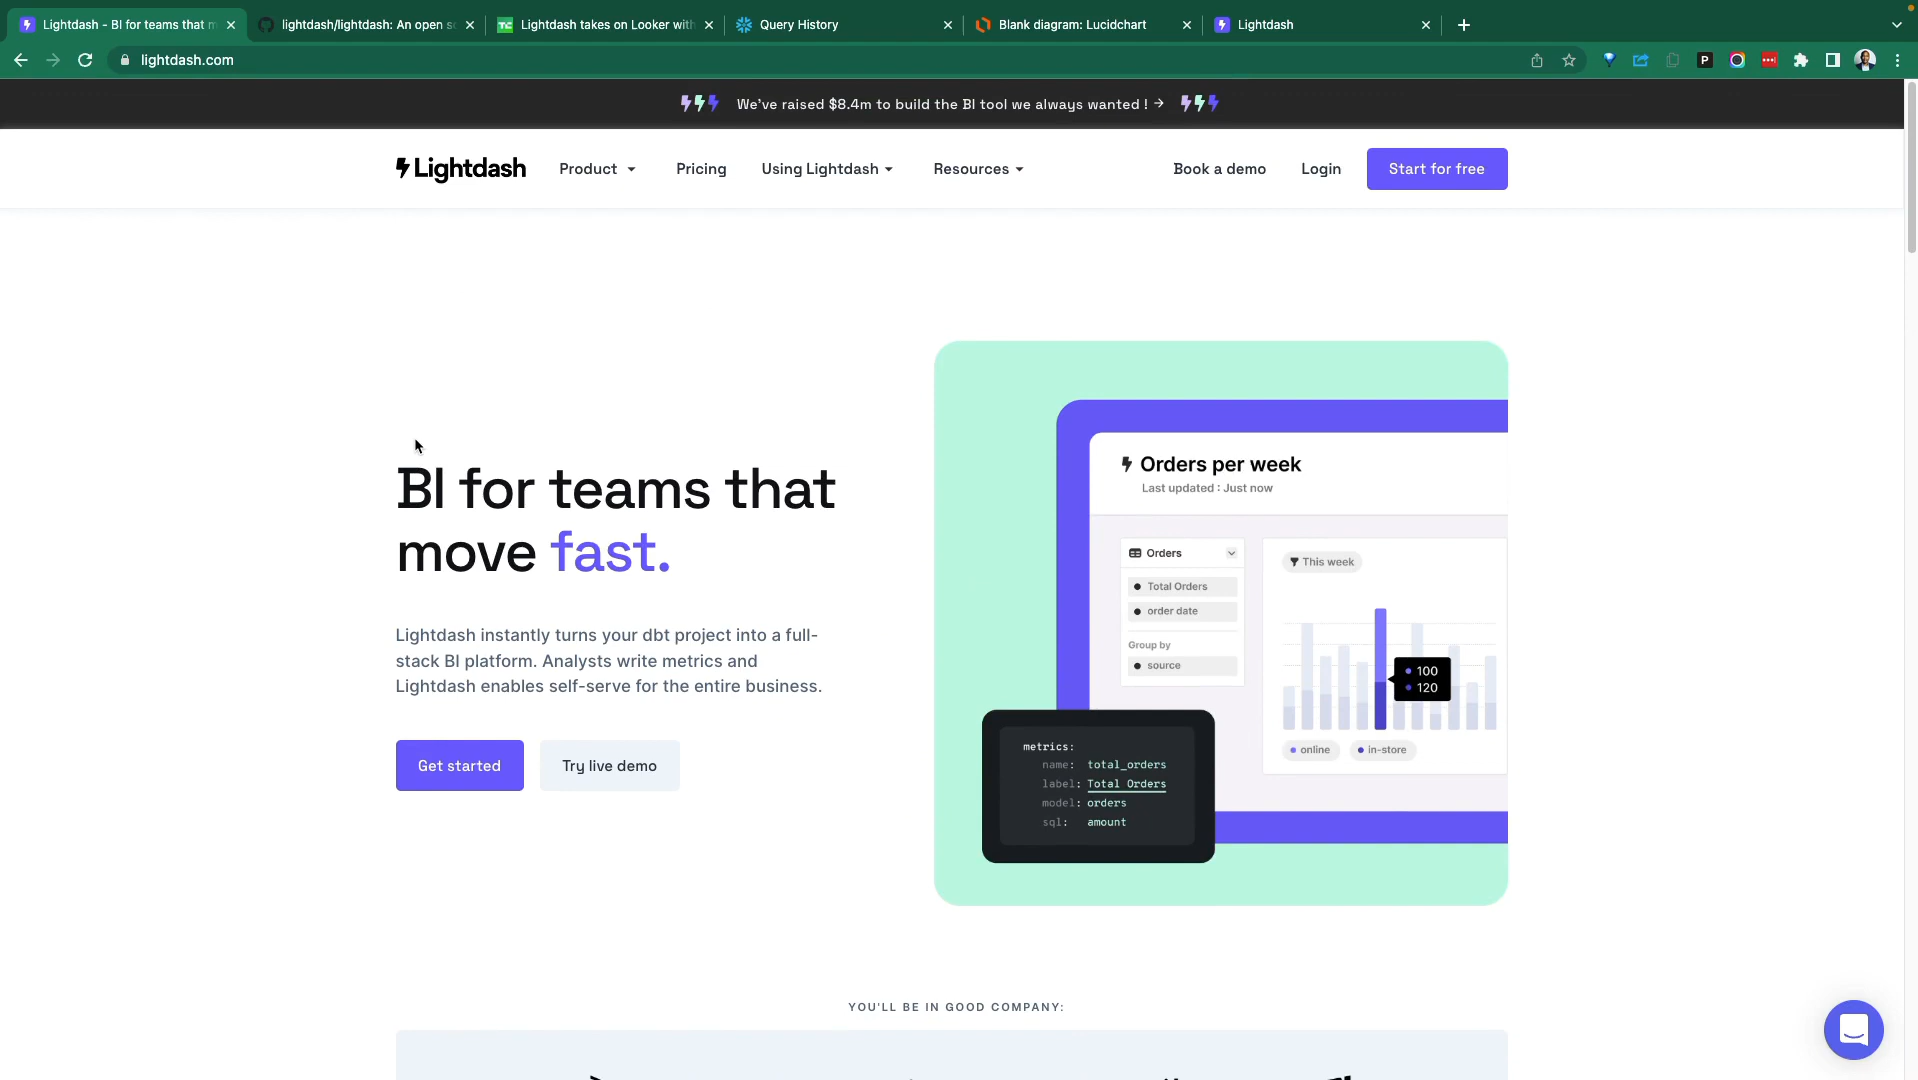 Lightdash - BI for teams that m
lightdash/lightdash: An open so
Lightdash takes on Looker with
Query History
Blank diagram: Lucidchart
Lightdash
lightdash.com
We've raised $8.4m to build the BI tool we always wanted ! →
Lightdash
Product
Pricing
Using Lightdash
Resources
Book a demo
Login
Start for free
BI for teams that
move fast.
Lightdash instantly turns your dbt project into a full-
stack BI platform. Analysts write metrics and
Lightdash enables self-serve for the entire business.
Get started
Try live demo
Orders per week
Last updated : Just now
Orders
Total Orders
order date
Group by
source
This week
100
120
online
in-store
metrics:
name: total_orders
label: Total Orders
model: orders
sql: amount
YOU'LL BE IN GOOD COMPANY: